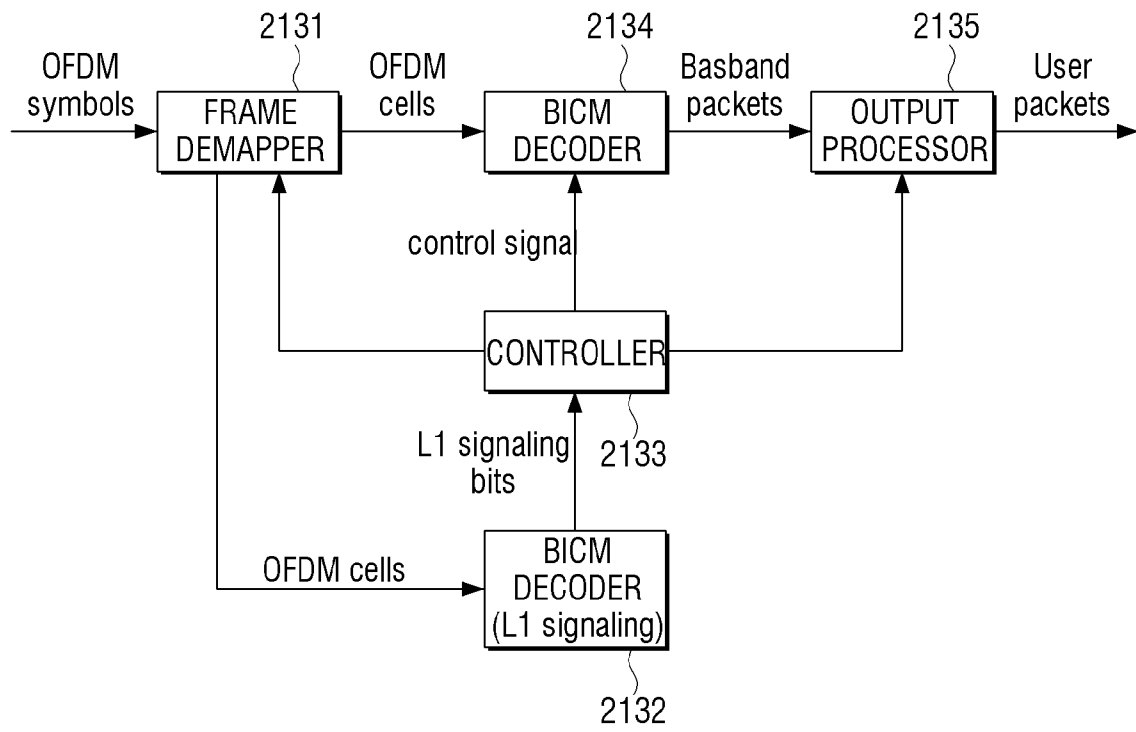 2131
2134
2135
OFDM
symbols
OFDM
cells
Basband
packets
User
packets
FRAME
DEMAPPER
BICM
DECODER
OUTPUT
PROCESSOR
control signal
CONTROLLER
L1 signaling
bits
2133
OFDM cells
BICM
DECODER
(L1 signaling)
2132